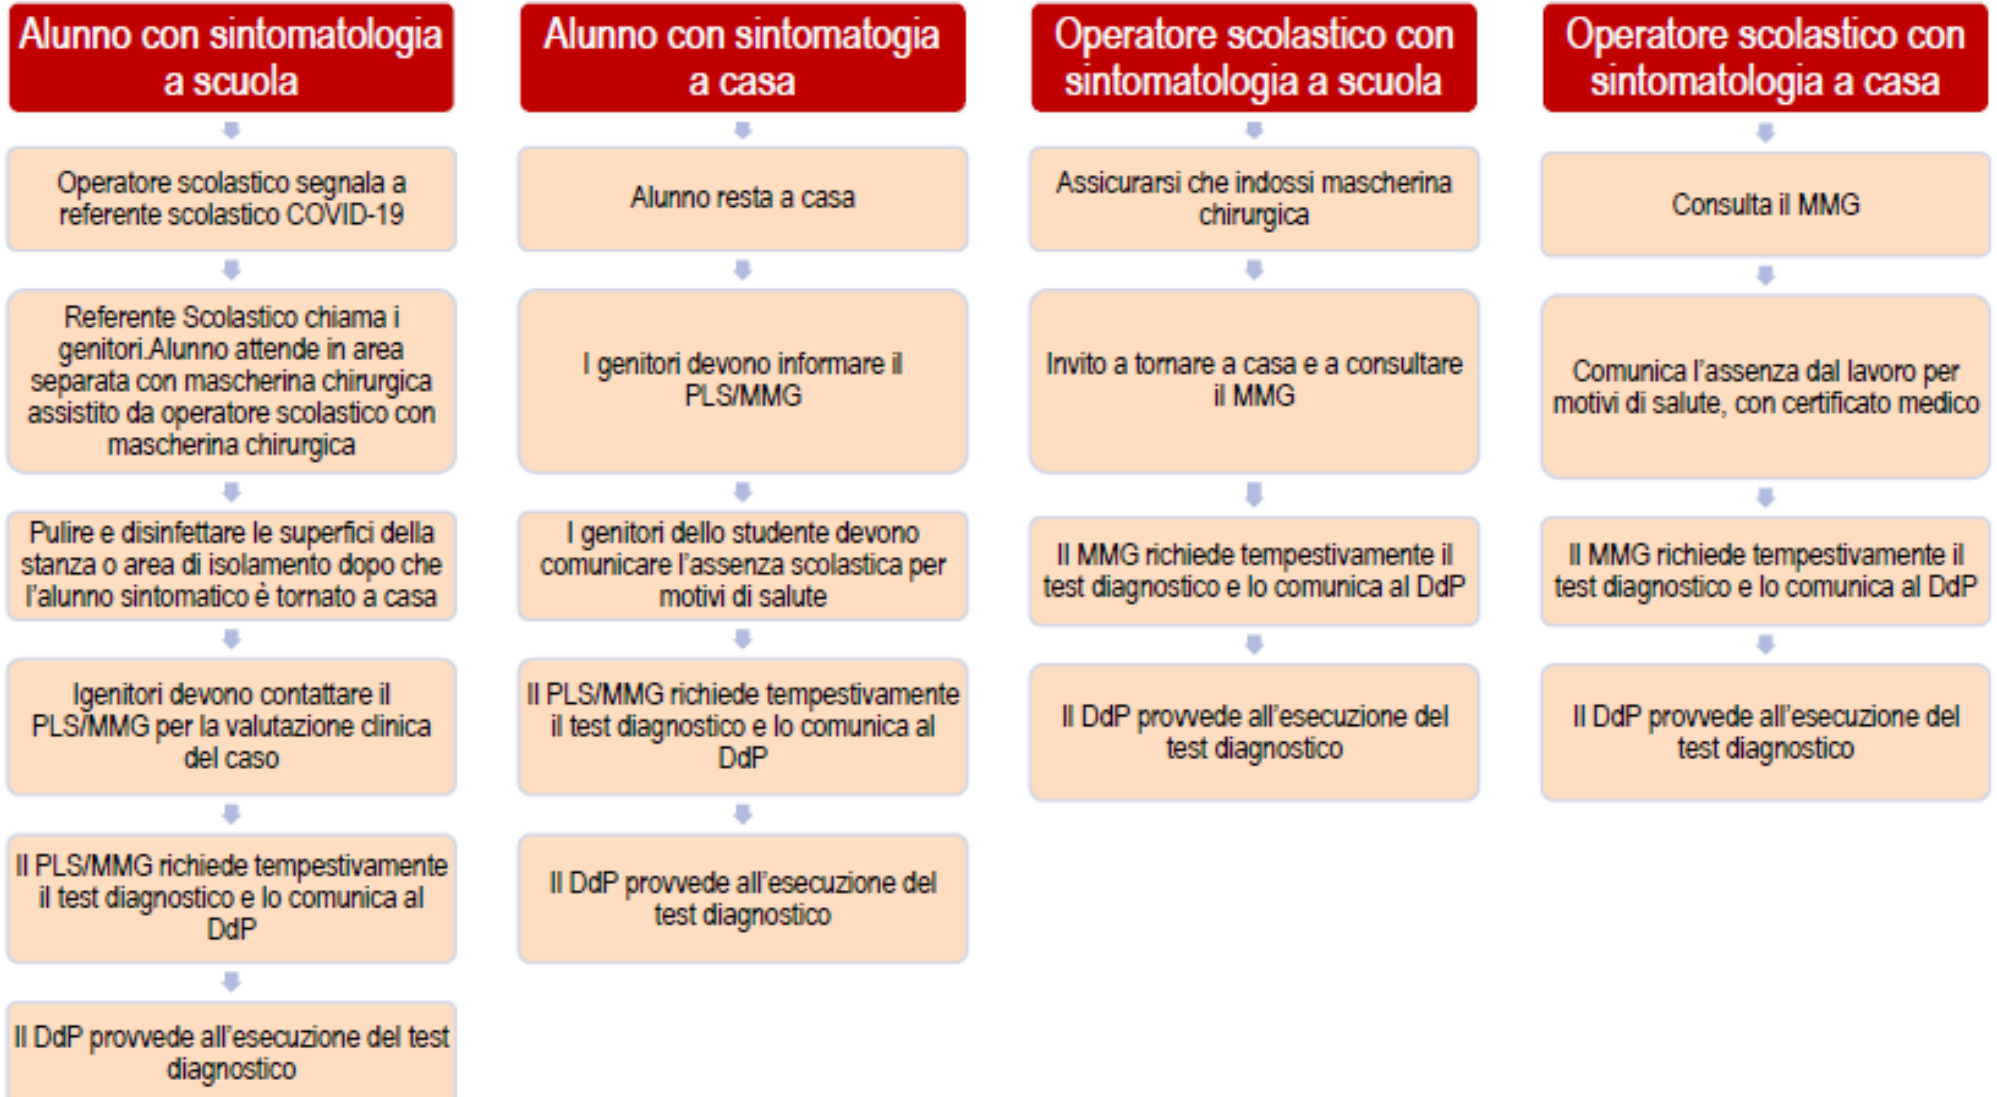 Alunno con sintomatologia
a scuola
Operatore scolastico segnala a
referente scolastico COVID-19
Referente Scolastico chiama i
genitori.Alunno attende in area
separata con mascherina chirurgica
assistito da operatore scolastico con
mascherina chirurgica
Pulire e disinfettare le superfici della
stanza o area di isolamento dopo che
l'alunno sintomatico è tornato a casa
Igenitori devono contattare il
PLS/MMG per la valutazione clinica
del caso
Il PLS/MMG richiede tempestivamente
il test diagnostico e lo comunica al
DdP
Il DdP provvede all'esecuzione del test
diagnostico
Alunno con sintomatogia
a casa
Alunno resta a casa
I genitori devono informare il
PLS/MMG
I genitori dello studente devono
comunicare l'assenza scolastica per
motivi di salute
Il PLS/MMG richiede tempestivamente
il test diagnostico e lo comunica al
DdP
Il DdP provvede all'esecuzione del
test diagnostico
Operatore scolastico con
sintomatologia a scuola
Assicurarsi che indossi mascherina
chirurgica
Invito a tornare a casa e a consultare
il MMG
Il MMG richiede tempestivamente il
test diagnostico e lo comunica al DdP
Il DdP provvede all'esecuzione del
test diagnostico
Operatore scolastico con
sintomatologia a casa
Consulta il MMG
Comunica l'assenza dal lavoro per
motivi di salute, con certificato medico
Il MMG richiede tempestivamente il
test diagnostico e lo comunica al DdP
Il DdP provvede all'esecuzione del
test diagnostico